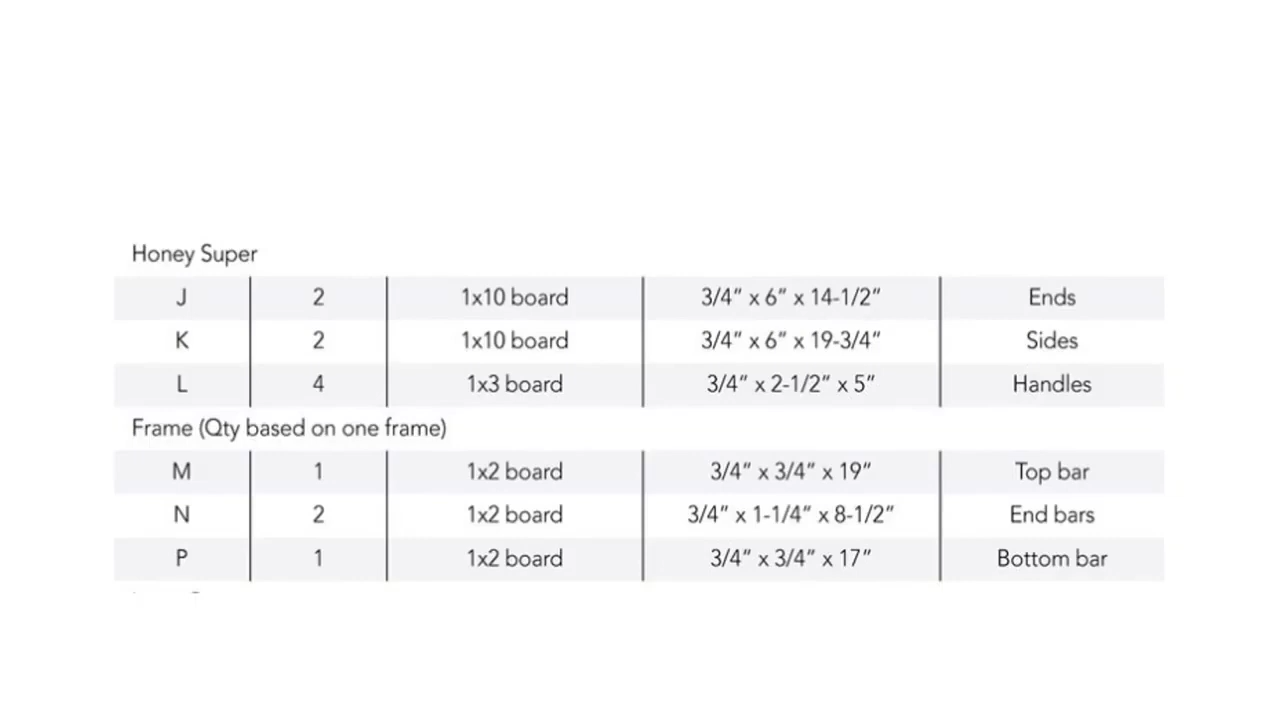 Honey Super
J 2 1x10 board 3/4" x 6" x 14-1/2" Ends
K 2 1x10 board 3/4" x 6" x 19-3/4" Sides
L 4 1x3 board 3/4" x 2-1/2" x 5" Handles
Frame (Qty based on one frame)
M 1 1x2 board 3/4" x 3/4" x 19" Top bar
N 2 1x2 board 3/4" x 1-1/4" x 8-1/2" End bars
P 1 1x2 board 3/4" x 3/4" x 17" Bottom bar